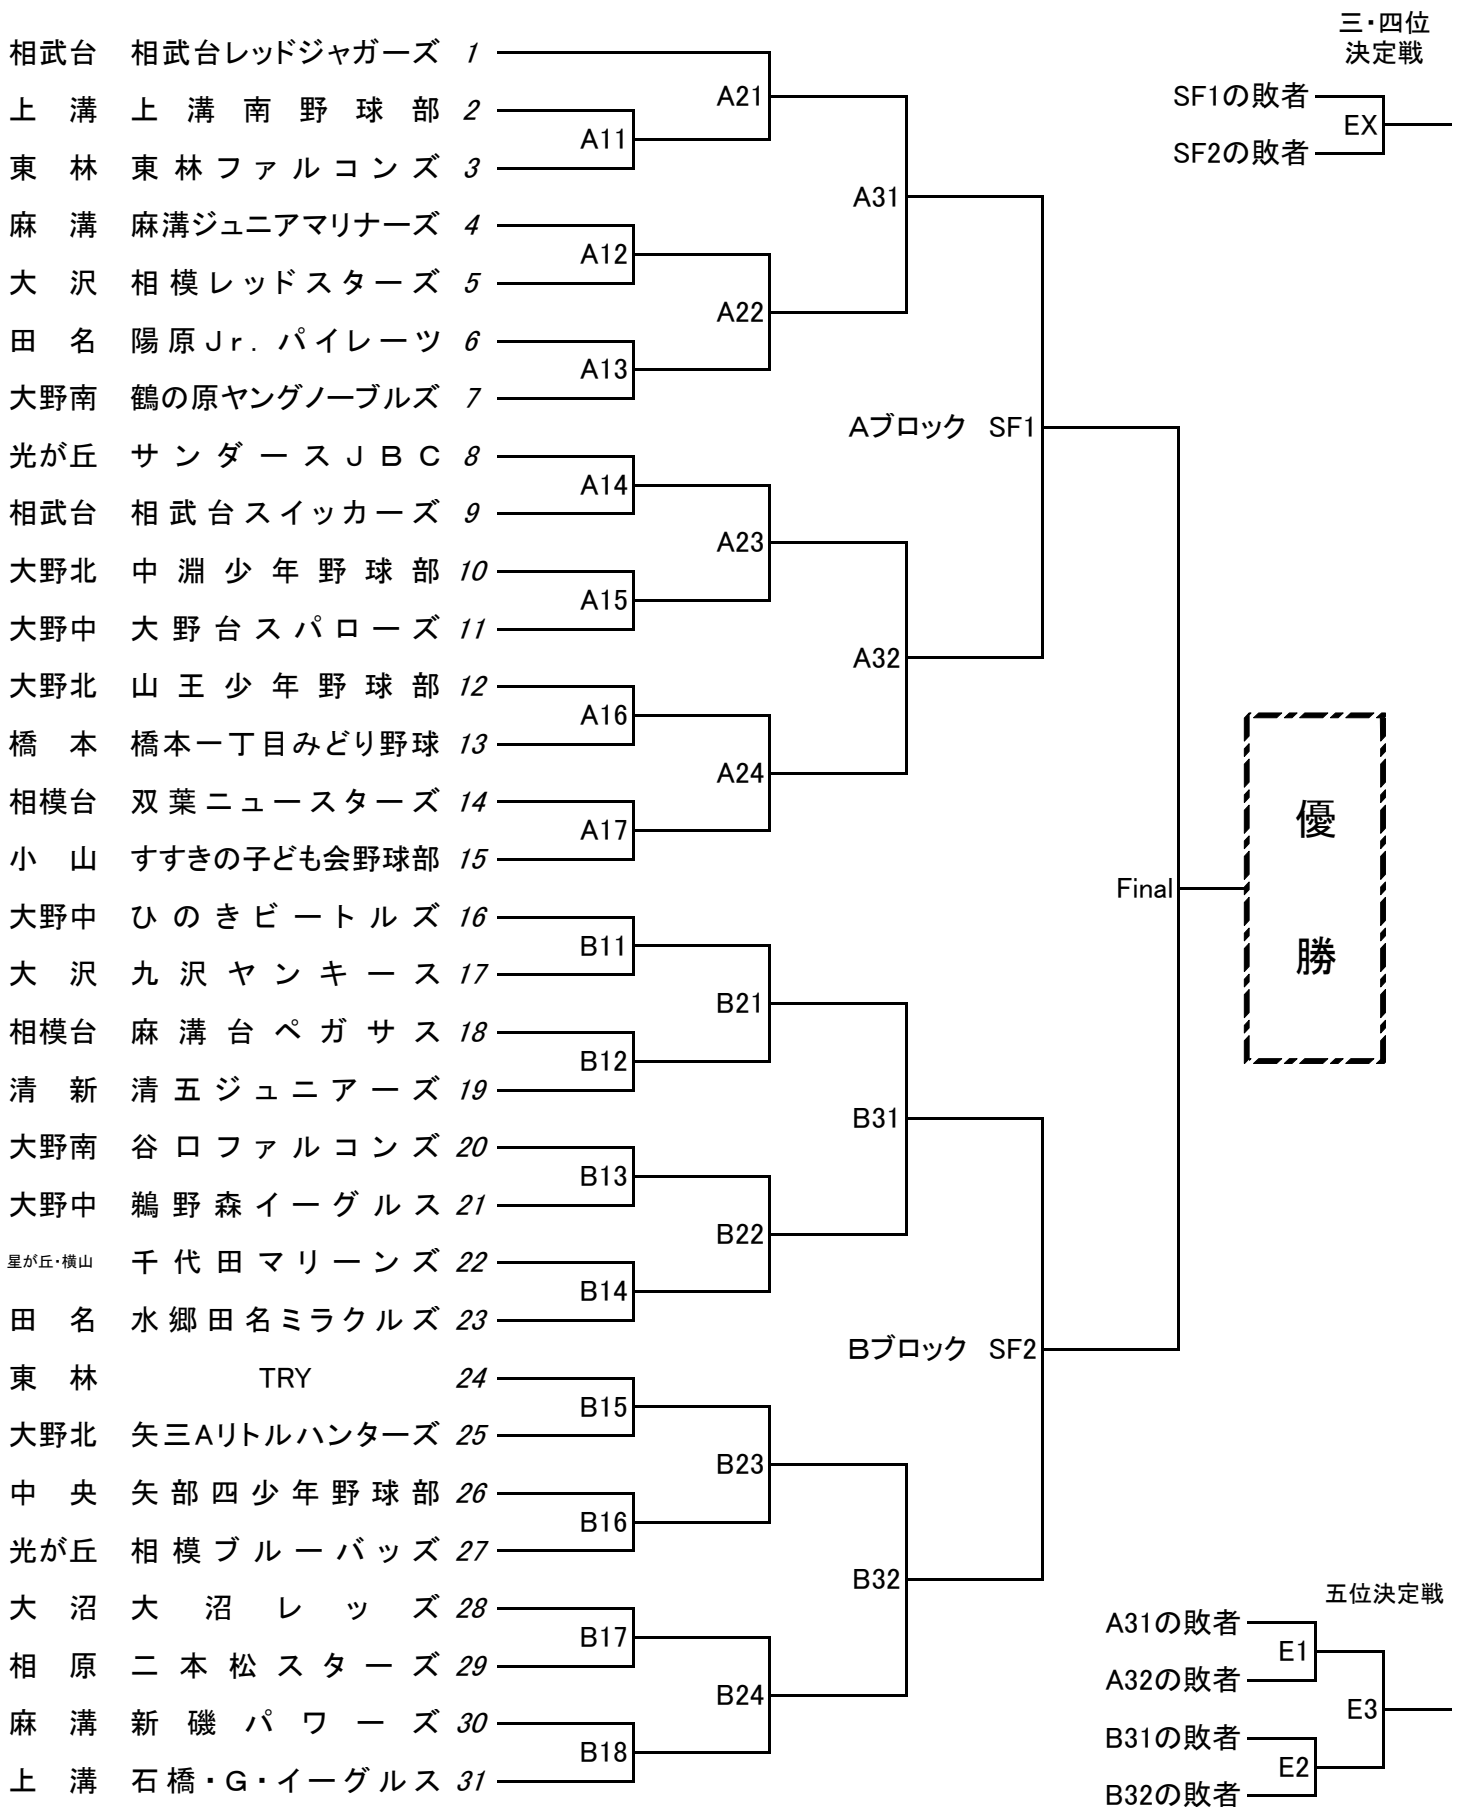 三・四位
決定戦
SF1の敗者
EX
SF2の敗者
相武台 相武台レッドジャガーズ 1
A21
上溝 上溝南野球部 2
A11
東林 東林ファルコンズ 3
A31
麻溝 麻溝ジュニアマリナーズ 4
A12
大沢 相模レッドスターズ 5
A22
田名 陽原Jr.パイレーツ 6
A13
大野南 鶴の原ヤングノーブルズ 7
Aブロック SF1
光が丘 サンダースJBC 8
A14
相武台 相武台スイッカーズ 9
A23
大野北 中淵少年野球部 10
A15
大野中 大野台スパローズ 11
A32
大野北 山王少年野球部 12
A16
橋本 橋本一丁目みどり野球 13
A24
相模台 双葉ニュースターズ 14
A17
小山 すすきの子ども会野球部 15
Final
優
勝
大野中 ひのきビートルズ 16
B11
大沢 九沢ヤンキース 17
B21
相模台 麻溝台ペガサス 18
B12
清新 清五ジュニアーズ 19
B31
大野南 谷口ファルコンズ 20
B13
大野中 鵜野森イーグルス 21
B22
星が丘・横山 千代田マリーンズ 22
B14
田名 水郷田名ミラクルズ 23
Bブロック SF2
東林 TRY 24
B15
大野北 矢三Aリトルハンターズ 25
B23
中央 矢部四少年野球部 26
B16
光が丘 相模ブルーバッズ 27
B32
大沼 大沼レッズ 28
B17
相原 二本松スターズ 29
B24
麻溝 新磯パワーズ 30
B18
上溝 石橋・G・イーグルス 31
五位決定戦
A31の敗者
E1
A32の敗者
E3
B31の敗者
E2
B32の敗者